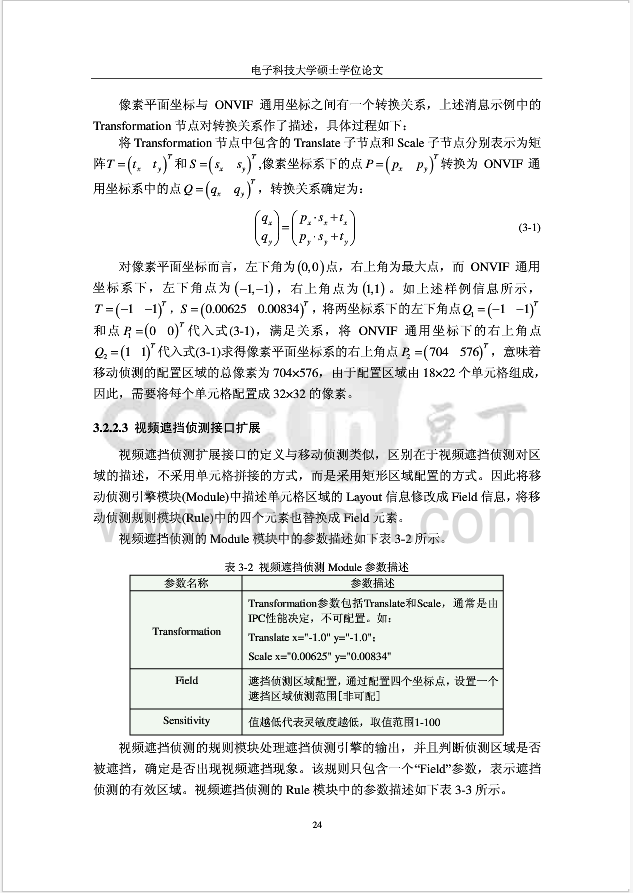 电子科技大学硕士学位论文
像素平面坐标与 ONVIF 通用坐标之间有一个转换关系，上述消息示例中的
Transformation 节点对转换关系作了描述，具体过程如下：
将 Transformation 节点中包含的 Translate 子节点和 Scale 子节点分别表示为矩
阵T = (t_x t_y)^T 和 S = (s_x s_y)^T ,像素坐标系下的点 P = (p_x p_y)^T 转换为 ONVIF 通
用坐标系中的点 Q = (q_x q_y)^T ，转换关系确定为：
(q_x q_y) = (p_x·s_x+t_x p_y·s_y+t_y) (3-1)
对像素平面坐标而言，左下角为(0,0)点，右上角为最大点，而 ONVIF 通用
坐标系下，左下角点为 (−1,−1)，右上角点为 (1,1)。如上述样例信息所示，
T = (−1 −1)^T ，S = (0.00625 0.00834)^T ，将两坐标系下的左下角点Q_1 = (−1 −1)^T
和点 P_1 = (0 0)^T 代入式(3-1)，满足关系，将 ONVIF 通用坐标下的右上角点
Q_2 = (1 1)^T 代入式(3-1)求得像素平面坐标系的右上角点 P_2 = (704 576)^T ，意味着
移动侦测的配置区域的总像素为 704×576，由于配置区域由 18×22 个单元格组成，
因此，需要将每个单元格配置成 32×32 的像素。
3.2.2.3 视频遮挡侦测接口扩展
视频遮挡侦测扩展接口的定义与移动侦测类似，区别在于视频遮挡侦测对区
域的描述，不采用单元格拼接的方式，而是采用矩形区域配置的方式。因此将移
动侦测引擎模块(Module)中描述单元格区域的 Layout 信息修改成 Field 信息，将移
动侦测规则模块(Rule)中的四个元素也替换成 Field 元素。
视频遮挡侦测的 Module 模块中的参数描述如下表 3-2 所示。
表 3-2 视频遮挡侦测 Module 参数描述
参数名称 参数描述
Transformation
Transformation参数包括Translate和Scale，通常是由
IPC性能决定，不可配置。如：
Translate x="-1.0" y="-1.0"；
Scale x="0.00625" y="0.00834"
Field
遮挡侦测区域配置，通过配置四个坐标点，设置一个
遮挡区域侦测范围[非可配]
Sensitivity 值越低代表灵敏度越低，取值范围1-100
视频遮挡侦测的规则模块处理遮挡侦测引擎的输出，并且判断侦测区域是否
被遮挡，确定是否出现视频遮挡现象。该规则只包含一个“Field”参数，表示遮挡
侦测的有效区域。视频遮挡侦测的 Rule 模块中的参数描述如下表 3-3 所示。
24
docin 豆丁
www.docin.com